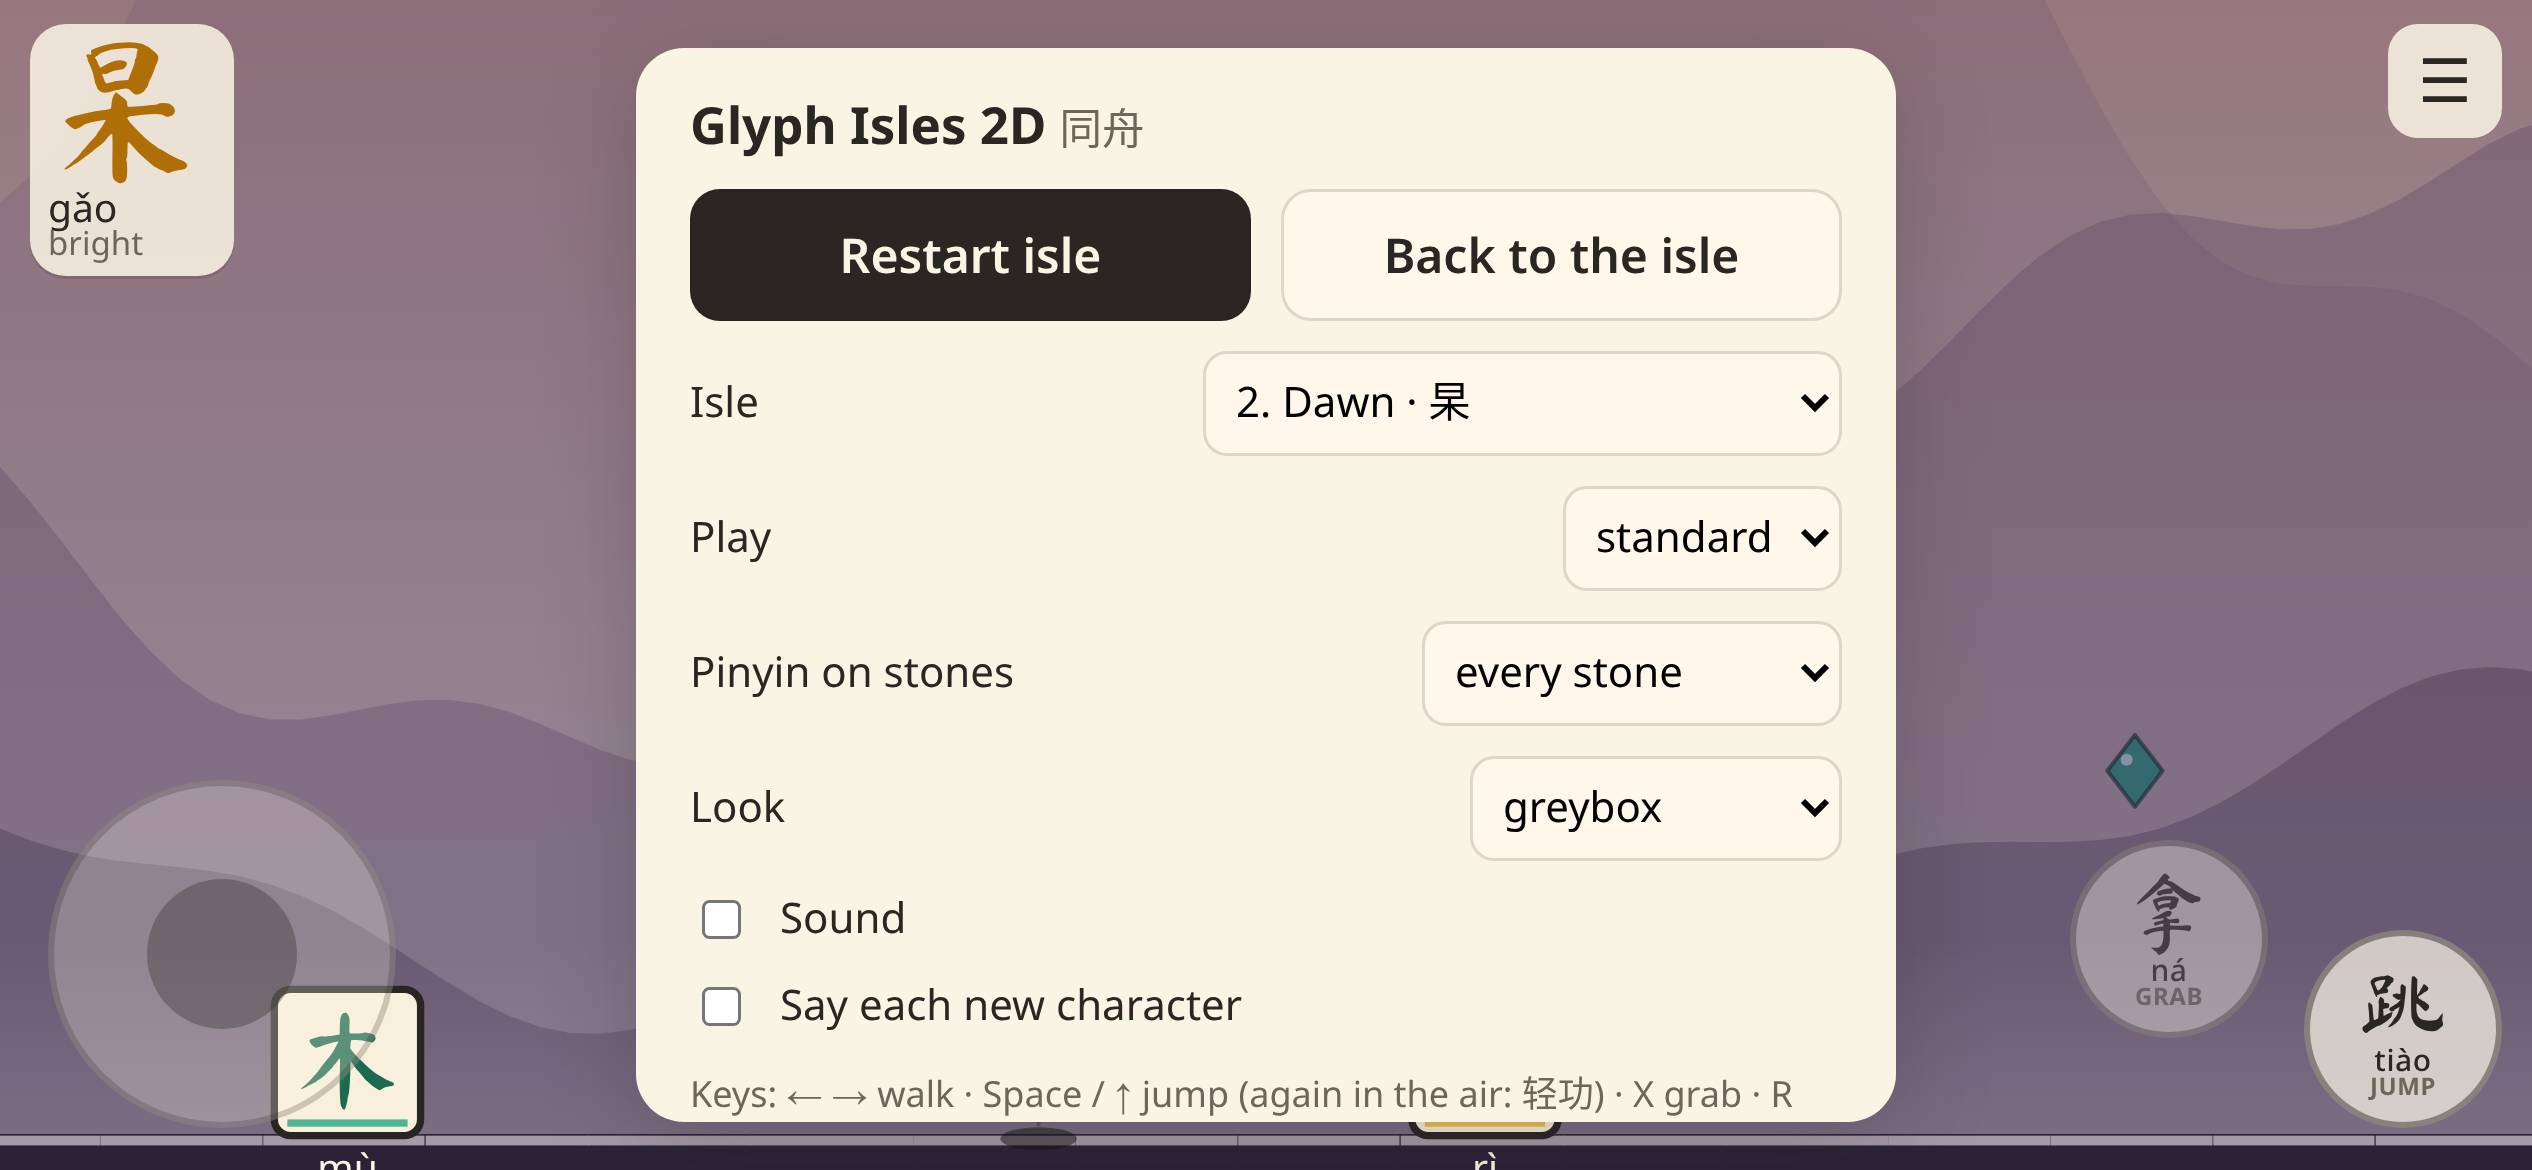 杲
gǎo
bright
☰
Glyph Isles 2D 同舟
Restart isle
Back to the isle
Isle
2. Dawn · 杲
Play
standard
Pinyin on stones
every stone
Look
greybox
Sound
Say each new character
Keys: ← → walk · Space / ↑ jump (again in the air: 轻功) · X grab · R
拿
ná
GRAB
跳
tiào
JUMP
木
mù
rì